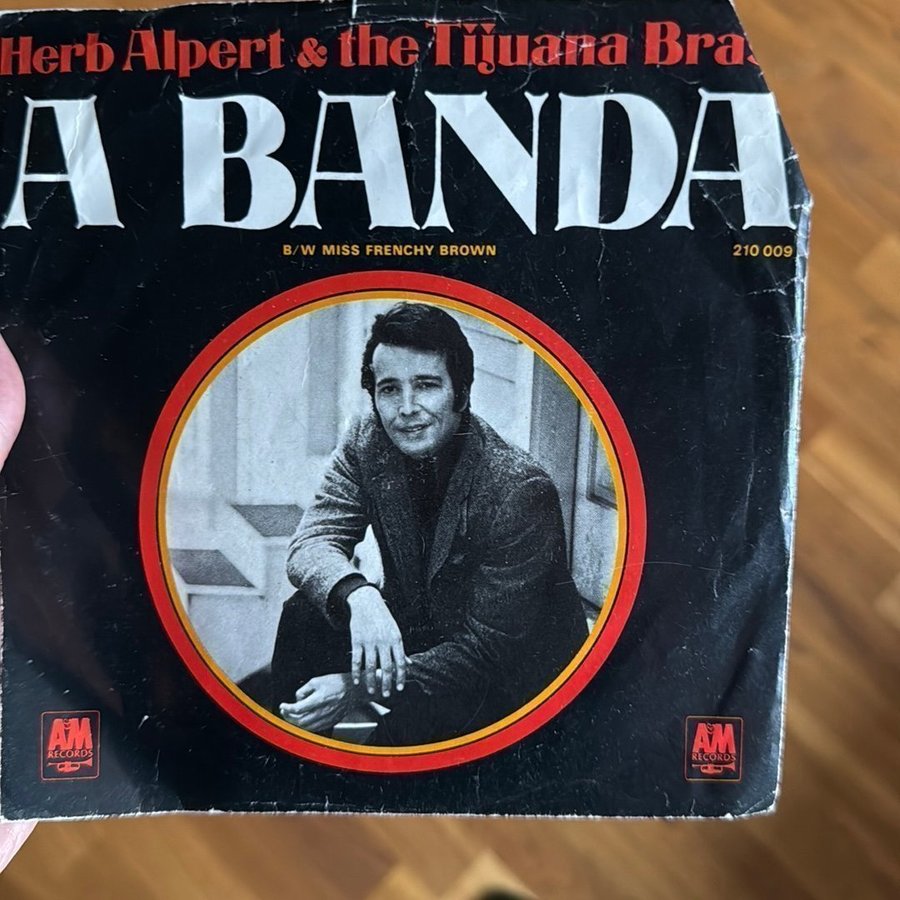 Herb Alpert & the Tijuana Bras
A BANDA
B/W MISS FRENCHY BROWN
210 009
A&M
RECORDS
A&M
RECORDS